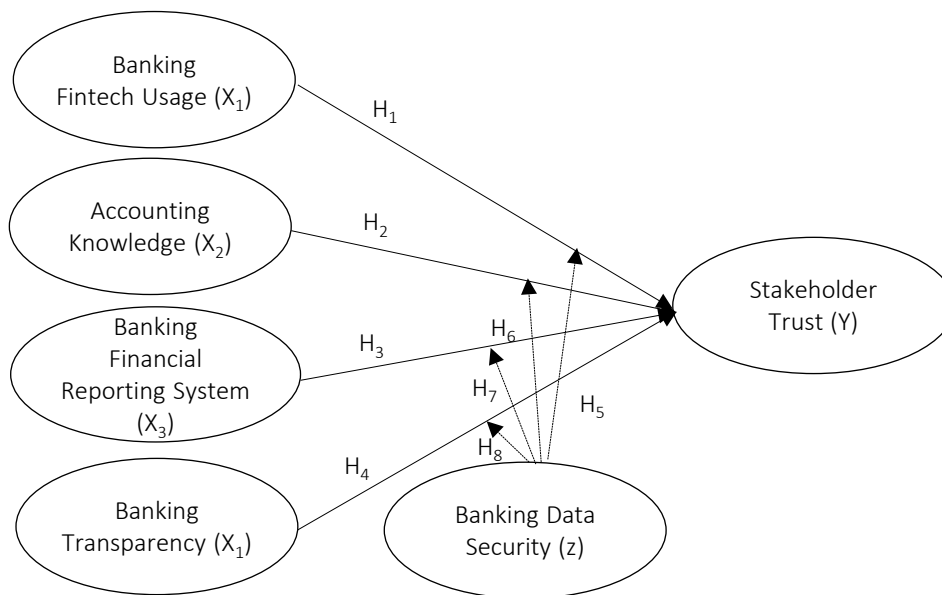 Banking
Fintech Usage (X₁)
H₁
Accounting
Knowledge (X₂)
H₂
Stakeholder
Trust (Y)
Banking
Financial
Reporting System
(X₃)
H₃
H₆
H₇
H₅
H₄
H₈
Banking
Transparency (X₁)
Banking Data
Security (z)